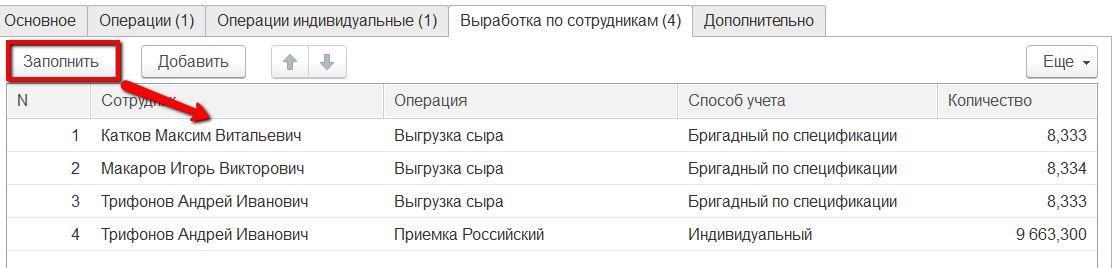 Основное Операции (1) Операции индивидуальные (1) Выработка по сотрудникам (4) Дополнительно
Заполнить Добавить Еще
N Сотрудник Операция Способ учета Количество
1 Катков Максим Витальевич Выгрузка сыра Бригадный по спецификации 8,333
2 Макаров Игорь Викторович Выгрузка сыра Бригадный по спецификации 8,334
3 Трифонов Андрей Иванович Выгрузка сыра Бригадный по спецификации 8,333
4 Трифонов Андрей Иванович Приемка Российский Индивидуальный 9 663,300